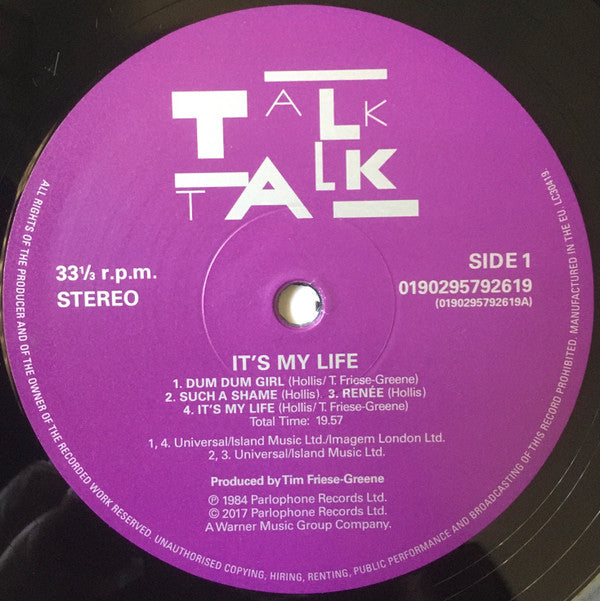 TALK
TALK
33⅓ r.p.m.
STEREO
SIDE 1
0190295792619
(0190295792619A)
IT'S MY LIFE
1. DUM DUM GIRL (Hollis/T. Friese-Greene)
2. SUCH A SHAME (Hollis). 3. RENÉE (Hollis)
4. IT'S MY LIFE (Hollis/T. Friese-Greene)
Total Time: 19.57
1, 4. Universal/Island Music Ltd./Imagem London Ltd.
2, 3. Universal/Island Music Ltd.
Produced by Tim Friese-Greene
℗ 1984 Parlophone Records Ltd.
© 2017 Parlophone Records Ltd.
A Warner Music Group Company.
ALL RIGHTS OF THE PRODUCER AND OF THE OWNER OF THE RECORDED WORK RESERVED. UNAUTHORISED COPYING, HIRING, RENTING, PUBLIC PERFORMANCE AND BROADCASTING OF THIS RECORD PROHIBITED. MANUFACTURED IN THE EU. LC30419